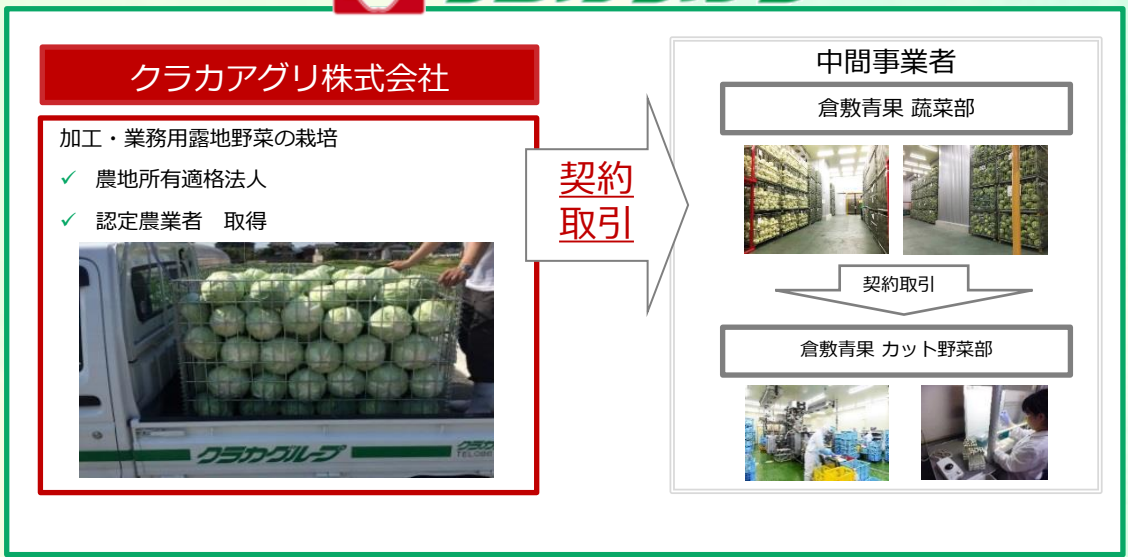 クラカアグリ株式会社
加工・業務用露地野菜の栽培
✓ 農地所有適格法人
✓ 認定農業者 取得
クラカグループ
契約
取引
中間事業者
倉敷青果 蔬菜部
契約取引
倉敷青果 カット野菜部